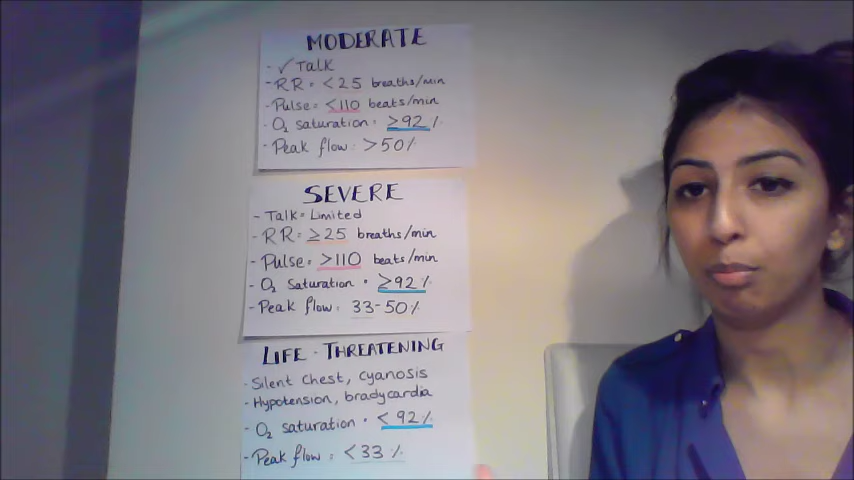 MODERATE
- ✓ Talk
- RR = <25 breaths/min
- Pulse = <110 beats/min
- O₂ saturation = ≥92%
- Peak flow : >50%
SEVERE
- Talk = Limited
- RR = ≥25 breaths/min
- Pulse = >110 beats/min
- O₂ Saturation = ≥92%
- Peak flow : 33-50%
LIFE-THREATENING
- Silent Chest, cyanosis
- Hypotension, bradycardia
- O₂ saturation = <92%
- Peak flow : <33%